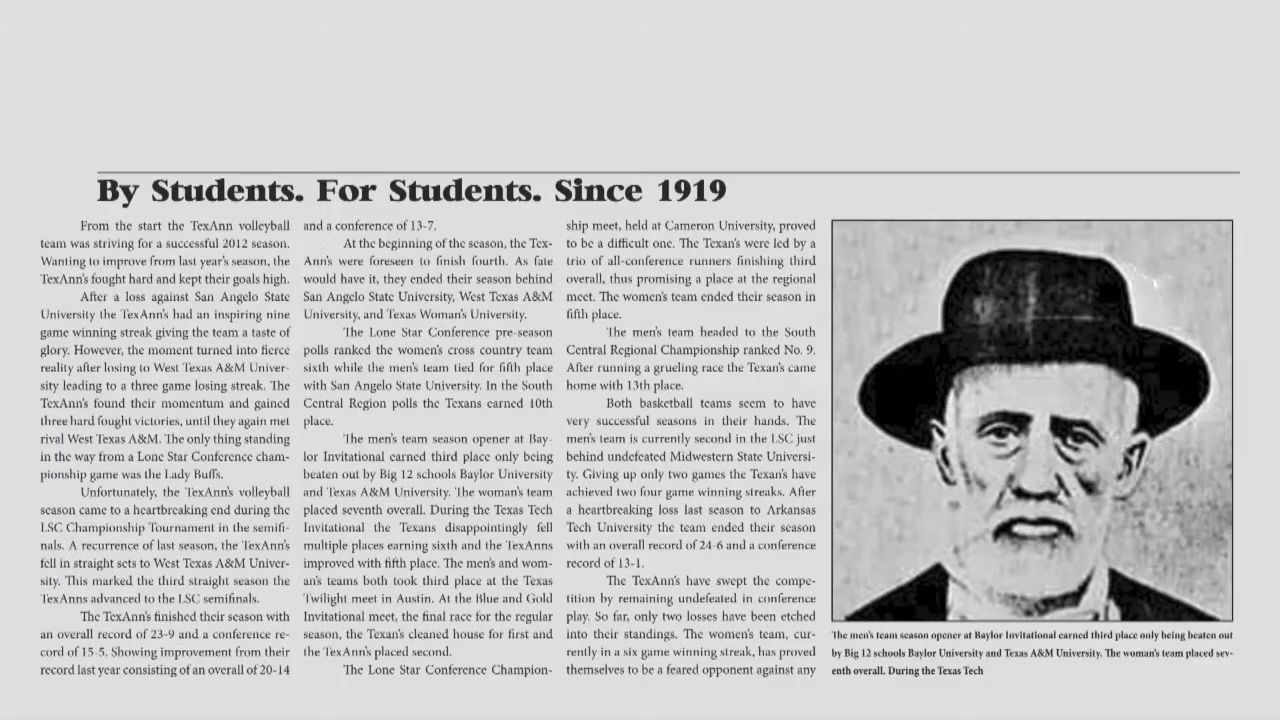 By Students. For Students. Since 1919
From the start the TexAnn volleyball
team was striving for a successful 2012 season.
Wanting to improve from last year's season, the
TexAnn's fought hard and kept their goals high.
After a loss against San Angelo State
University the TexAnn's had an inspiring nine
game winning streak giving the team a taste of
glory. However, the moment turned into fierce
reality after losing to West Texas A&M Univer-
sity leading to a three game losing streak. The
TexAnn's found their momentum and gained
three hard fought victories, until they again met
rival West Texas A&M. The only thing standing
in the way from a Lone Star Conference cham-
pionship game was the Lady Buffs.
Unfortunately, the TexAnn's volleyball
season came to a heartbreaking end during the
LSC Championship Tournament in the semifi-
nals. A recurrence of last season, the TexAnn's
fell in straight sets to West Texas A&M Univer-
sity. This marked the third straight season the
TexAnns advanced to the LSC semifinals.
The TexAnn's finished their season with
an overall record of 23-9 and a conference re-
cord of 15-5. Showing improvement from their
record last year consisting of an overall of 20-14
and a conference of 13-7.
At the beginning of the season, the Tex-
Ann's were foreseen to finish fourth. As fate
would have it, they ended their season behind
San Angelo State University, West Texas A&M
University, and Texas Woman's University.
The Lone Star Conference pre-season
polls ranked the women's cross country team
sixth while the men's team tied for fifth place
with San Angelo State University. In the South
Central Region polls the Texans earned 10th
place.
The men's team season opener at Bay-
lor Invitational earned third place only being
beaten out by Big 12 schools Baylor University
and Texas A&M University. The woman's team
placed seventh overall. During the Texas Tech
Invitational the Texans disappointingly fell
multiple places earning sixth and the TexAnns
improved with fifth place. The men's and wom-
an's teams both took third place at the Texas
Twilight meet in Austin. At the Blue and Gold
Invitational meet, the final race for the regular
season, the Texan's cleaned house for first and
the TexAnn's placed second.
The Lone Star Conference Champion-
ship meet, held at Cameron University, proved
to be a difficult one. The Texan's were led by a
trio of all-conference runners finishing third
overall, thus promising a place at the regional
meet. The women's team ended their season in
fifth place.
The men's team headed to the South
Central Regional Championship ranked No. 9.
After running a grueling race the Texan's came
home with 13th place.
Both basketball teams seem to have
very successful seasons in their hands. The
men's team is currently second in the LSC just
behind undefeated Midwestern State Universi-
ty. Giving up only two games the Texan's have
achieved two four game winning streaks. After
a heartbreaking loss last season to Arkansas
Tech University the team ended their season
with an overall record of 24-6 and a conference
record of 13-1.
The TexAnn's have swept the compe-
tition by remaining undefeated in conference
play. So far, only two losses have been etched
into their standings. The women's team, cur-
rently in a six game winning streak, has proved
themselves to be a feared opponent against any
The men's team season opener at Baylor Invitational earned third place only being beaten out
by Big 12 schools Baylor University and Texas A&M University. The woman's team placed sev-
enth overall. During the Texas Tech